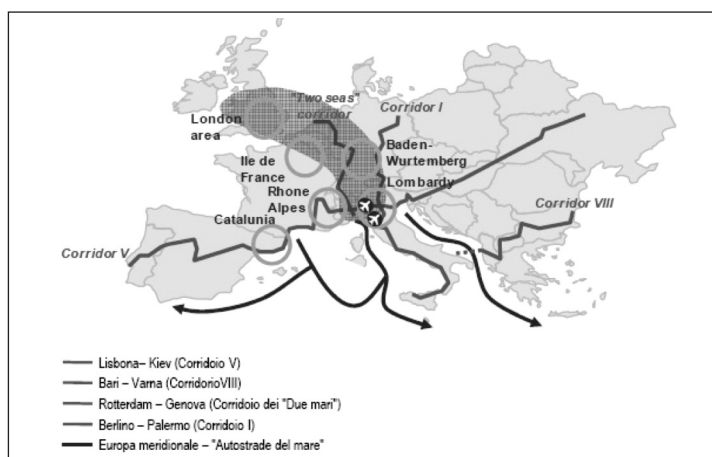 "Two seas"
corridor
Corridor I
London
area
Baden-
Wurtemberg
Ile de
France
Lombardy
Rhone
Alpes
Catalunia
Corridor VIII
Corridor V
Lisbona– Kiev (Corridoio V)
Bari – Varna (CorridorioVIII)
Rotterdam – Genova (Corridoio dei "Due mari")
Berlino – Palermo (Corridoio I)
Europa meridionale – "Autostrade del mare"